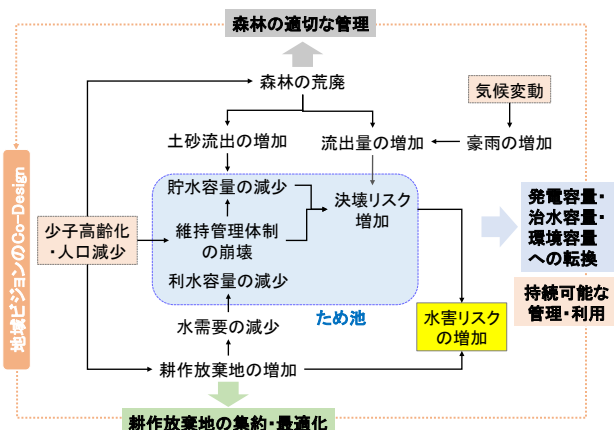 森林の適切な管理
森林の荒廃
気候変動
土砂流出の増加
流出量の増加
豪雨の増加
地域ビジョンのCo-Design
貯水容量の減少
決壊リスク
増加
少子高齢化
・人口減少
維持管理体制
の崩壊
利水容量の減少
ため池
発電容量・
治水容量・
環境容量
への転換
持続可能な
管理・利用
水需要の減少
水害リスク
の増加
耕作放棄地の増加
耕作放棄地の集約・最適化